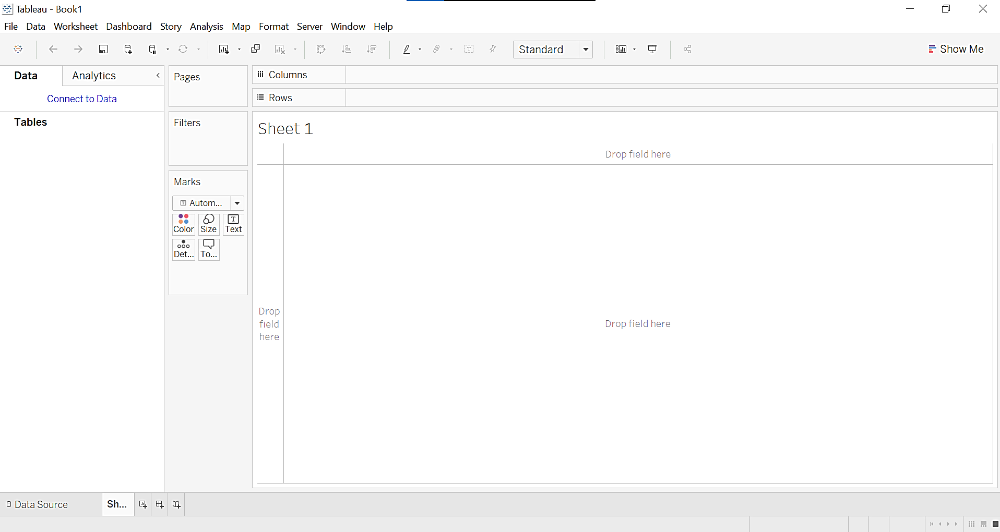 Tableau - Book1
File Data Worksheet Dashboard Story Analysis Map Format Server Window Help
Standard
Show Me
Data
Analytics
Connect to Data
Tables
Pages
Filters
Marks
Autom...
Color
Size
Text
Det...
To...
Columns
Rows
Sheet 1
Drop field here
Drop
field
here
Drop field here
Data Source
Sh...